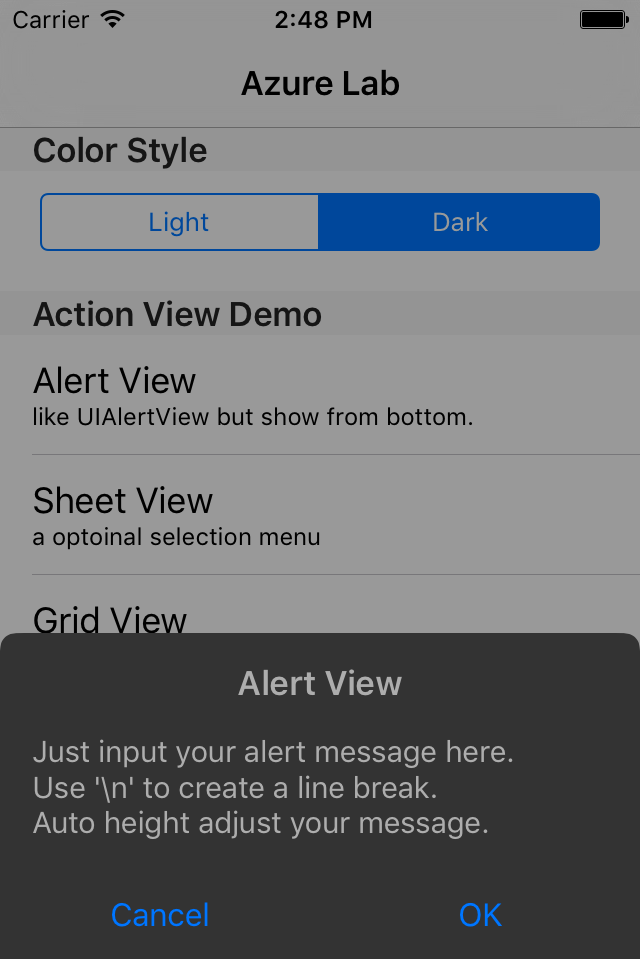 Carrier 2:48 PM
Azure Lab
Color Style
Light Dark
Action View Demo
Alert View
like UIAlertView but show from bottom.
Sheet View
a optoinal selection menu
Grid View
Alert View
Just input your alert message here.
Use '\n' to create a line break.
Auto height adjust your message.
Cancel OK